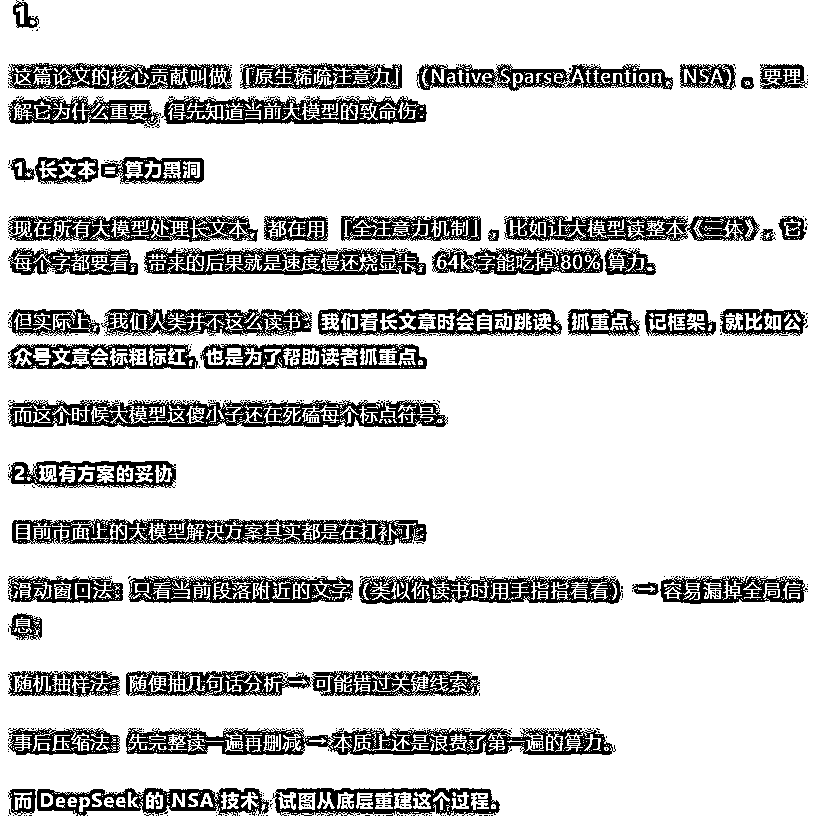 1.
这篇论文的核心贡献叫做「原生稀疏注意力」（Native Sparse Attention，NSA）。要理
解它为什么重要，得先知道当前大模型的致命伤：
1. 长文本 = 算力黑洞
现在所有大模型处理长文本，都在用「全注意力机制」，比如让大模型读整本《三体》，它
每个字都要看，带来的后果就是速度慢还烧显卡，64k 字能吃掉 80% 算力。
但实际上，我们人类并不这么读书：我们看长文章时会自动跳读、抓重点、记框架，就比如公
众号文章会标粗标红，也是为了帮助读者抓重点。
而这个时候大模型这傻小子还在死磕每个标点符号。
2. 现有方案的妥协
目前市面上的大模型解决方案其实都是在打补丁：
滑动窗口法：只看当前段落附近的文字（类似你读书时用手指指着看）→ 容易漏掉全局信
息；
随机抽样法：随便抽几句话分析 → 可能错过关键线索；
事后压缩法：先完整读一遍再删减 → 本质上还是浪费了第一遍的算力。
而 DeepSeek 的 NSA 技术，试图从底层重建这个过程。